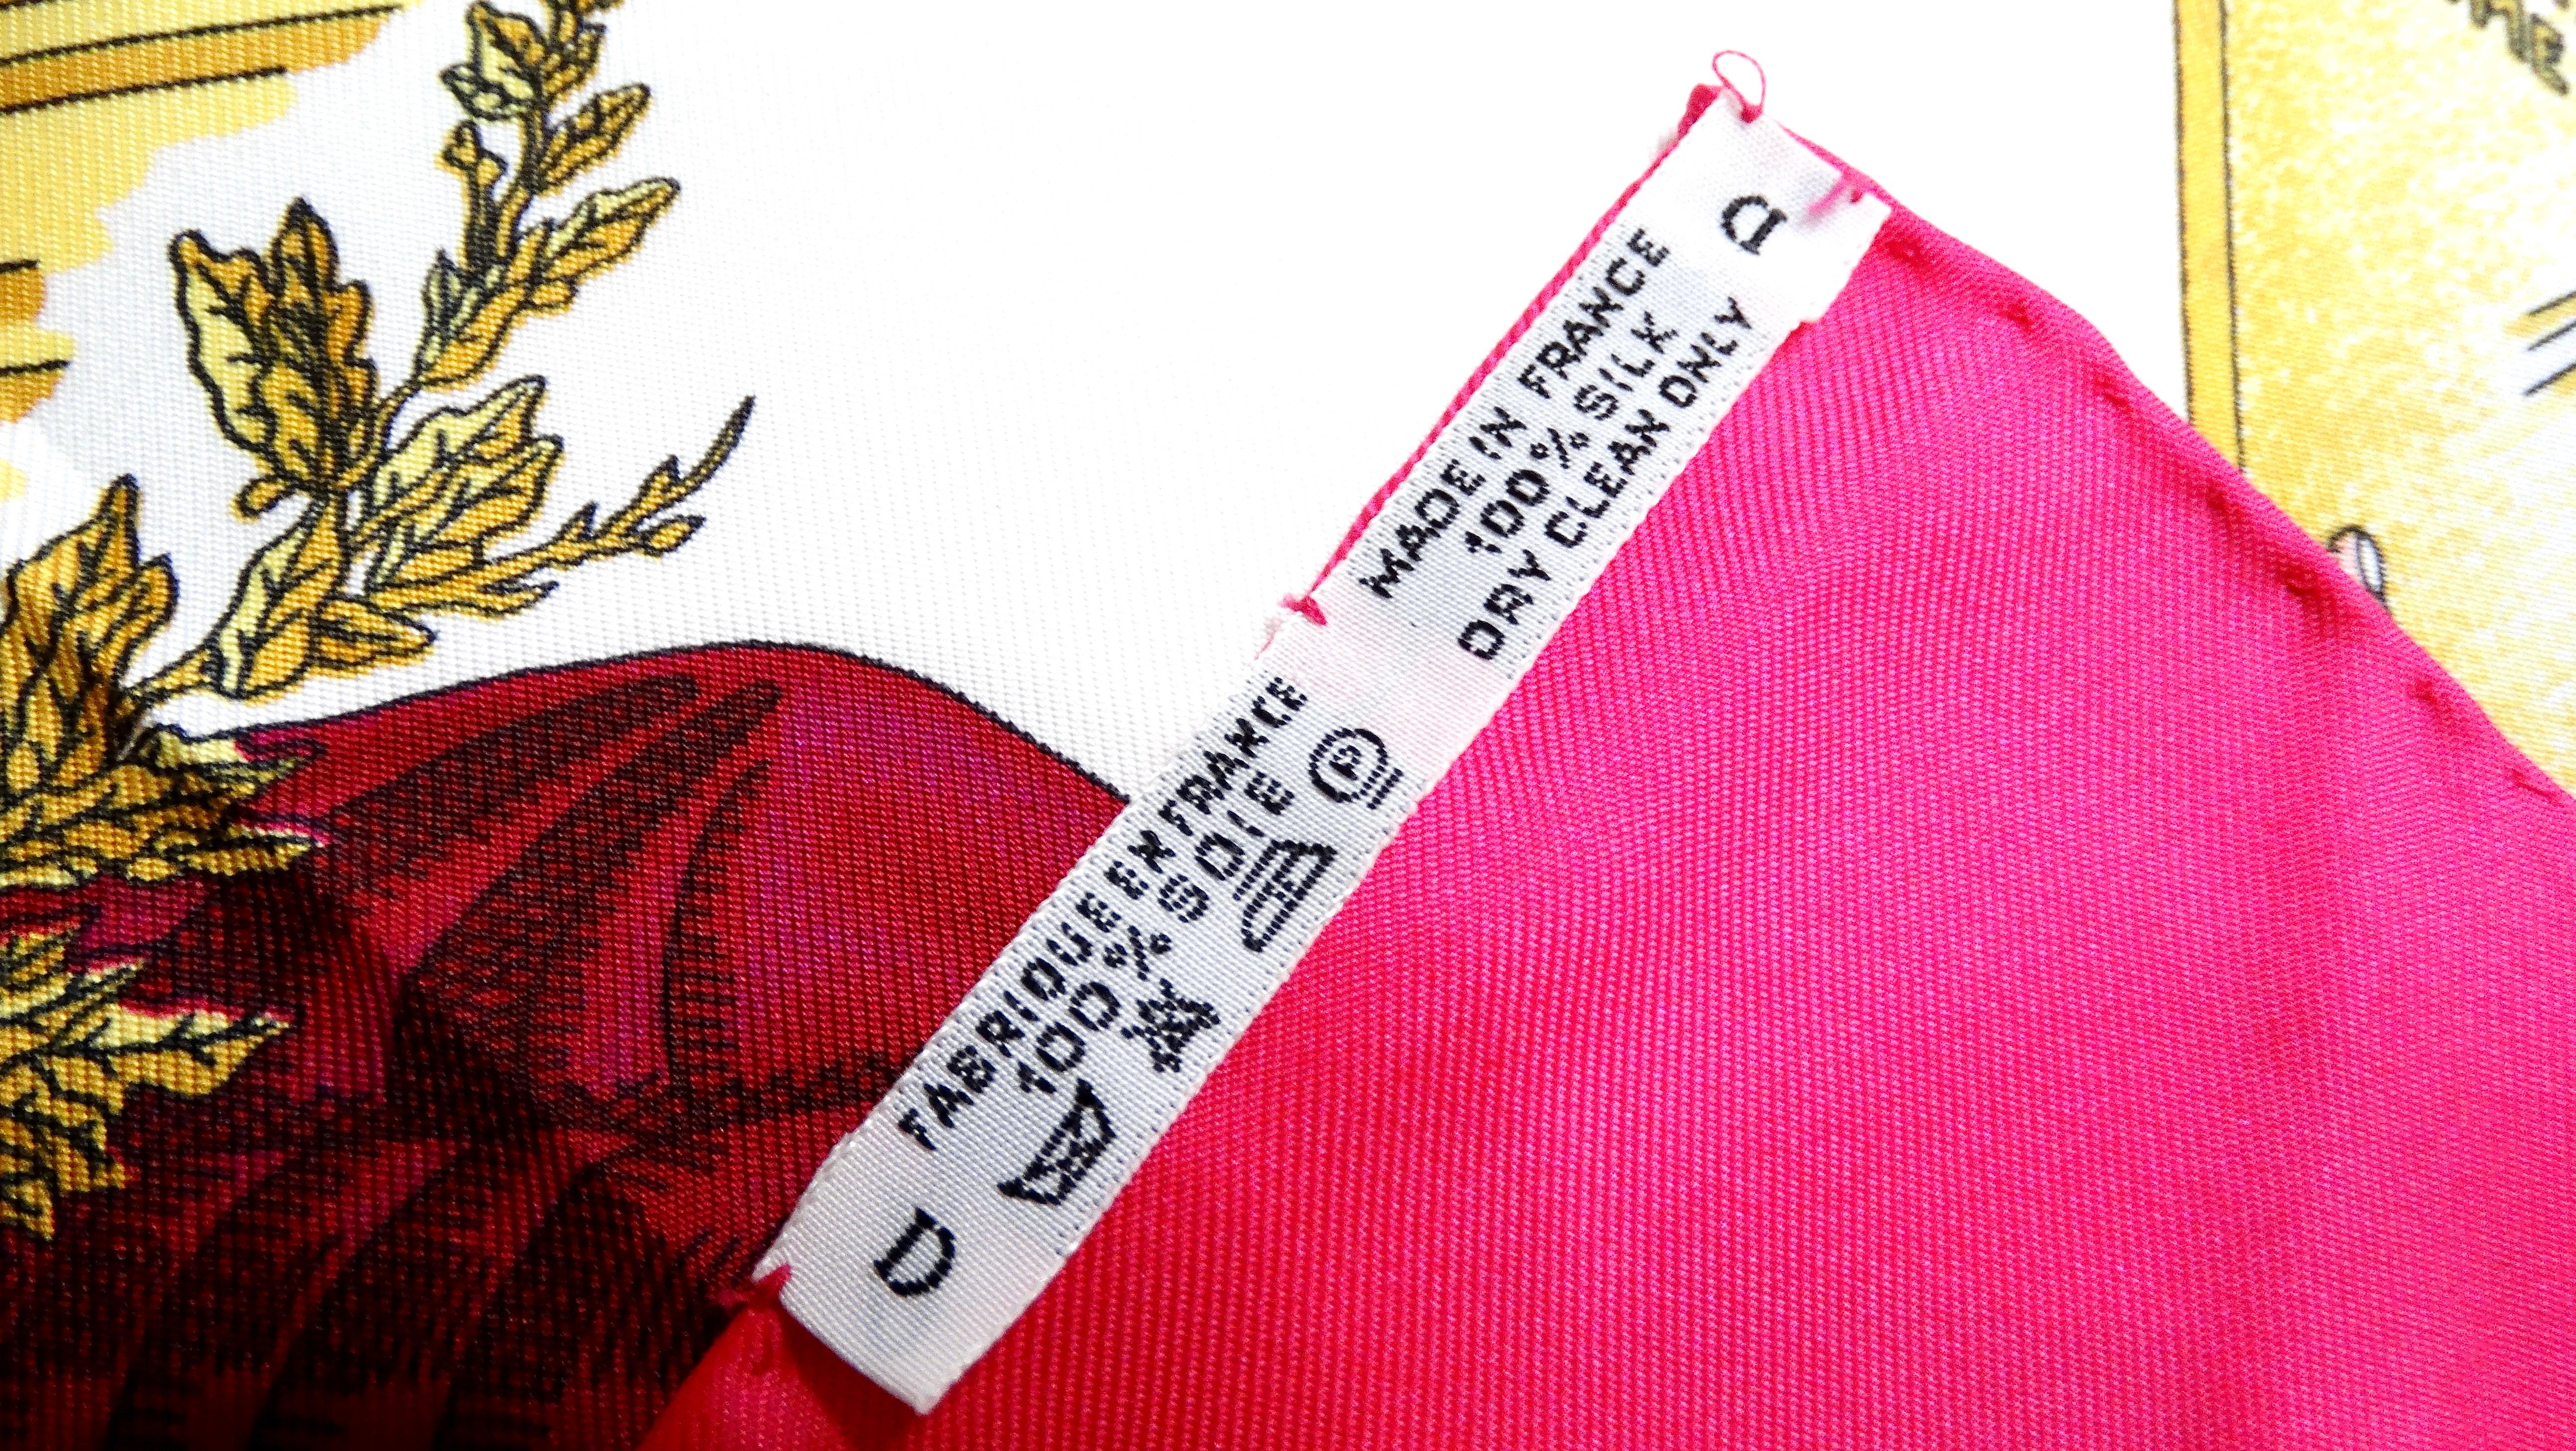 D
MADE IN FRANCE
100% SILK
DRY CLEAN ONLY
FABRIQUE EN FRANCE
100% SOIE
P
D